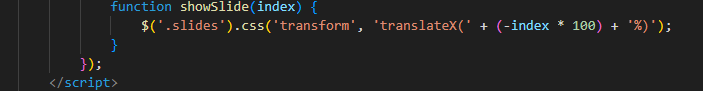 function showSlide(index) {
$('.slides').css('transform', 'translateX(' + (-index * 100) + '%)');
}
});
</script>